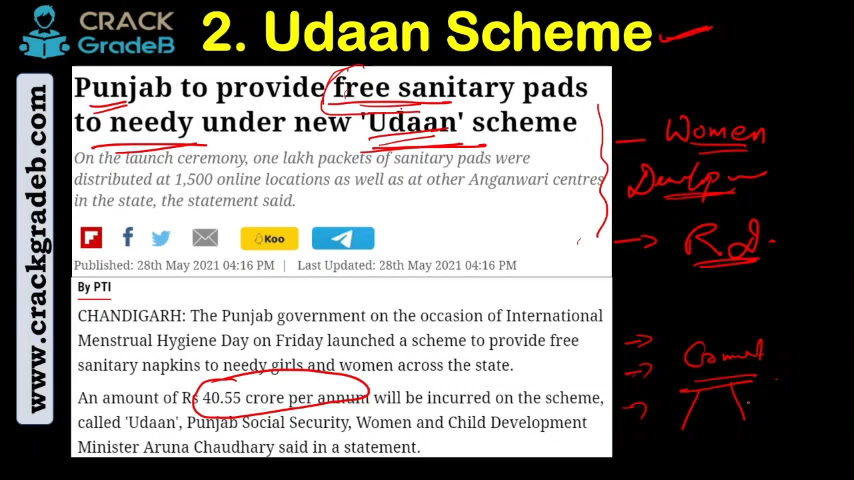 CRACK
GradeB
2. Udaan Scheme
www.crackgradeb.com
Punjab to provide free sanitary pads
to needy under new 'Udaan' scheme
On the launch ceremony, one lakh packets of sanitary pads were
distributed at 1,500 online locations as well as at other Anganwari centres
in the state, the statement said.
Koo
Published: 28th May 2021 04:16 PM | Last Updated: 28th May 2021 04:16 PM
By PTI
CHANDIGARH: The Punjab government on the occasion of International
Menstrual Hygiene Day on Friday launched a scheme to provide free
sanitary napkins to needy girls and women across the state.
An amount of Rs 40.55 crore per annum will be incurred on the scheme,
called 'Udaan', Punjab Social Security, Women and Child Development
Minister Aruna Chaudhary said in a statement.
Women